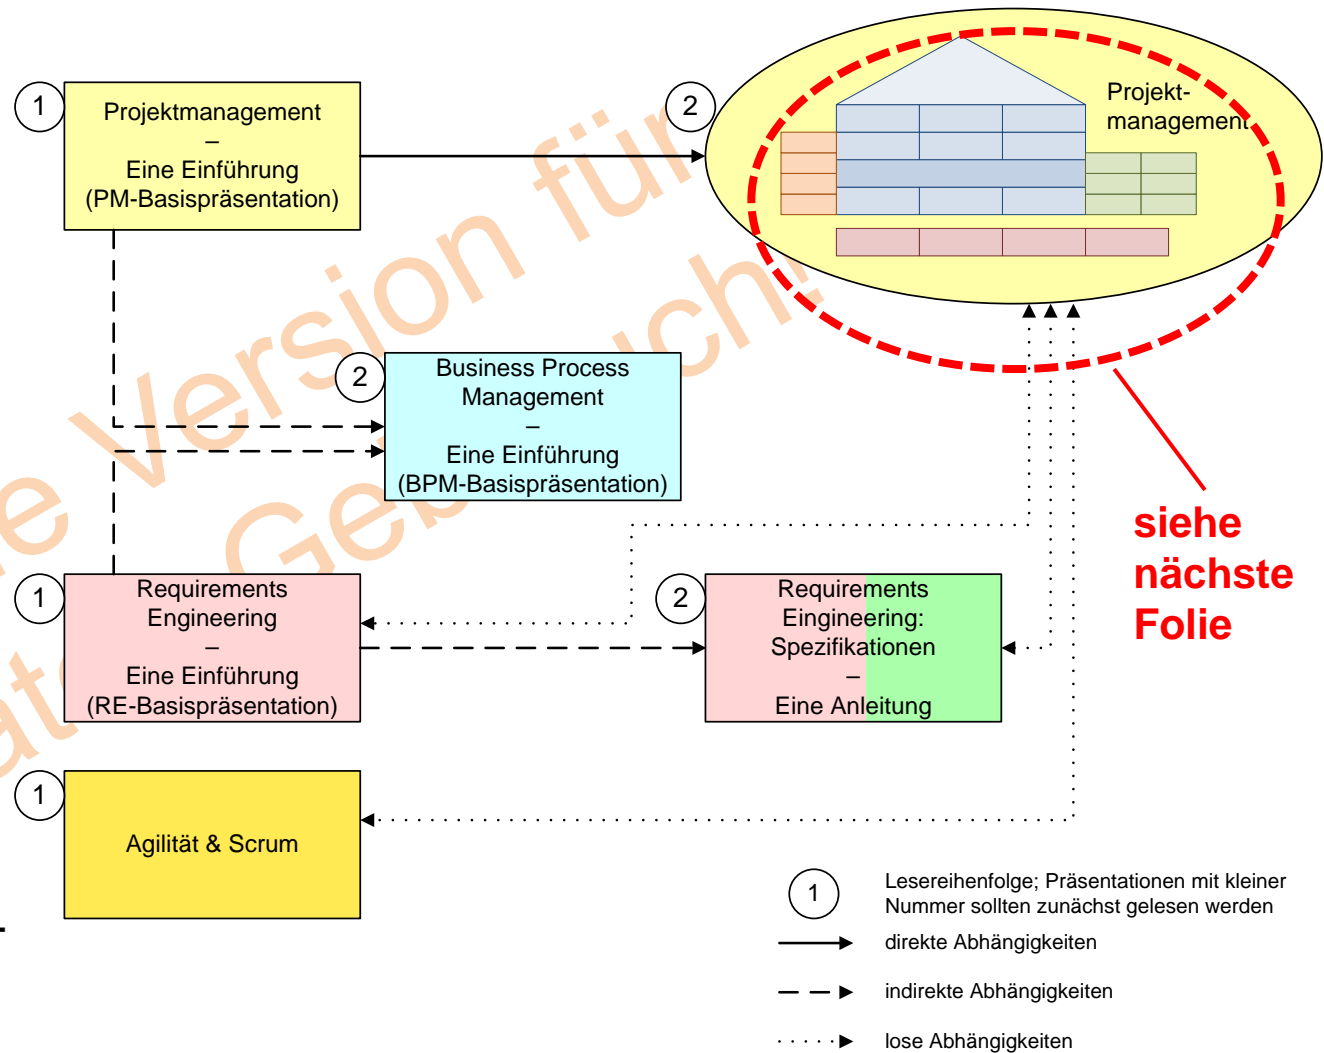 1
Projektmanagement
–
Eine Einführung
(PM-Basispräsentation)
2
Projekt-
management
2
Business Process
Management
–
Eine Einführung
(BPM-Basispräsentation)
siehe
nächste
Folie
1
Requirements
Engineering
–
Eine Einführung
(RE-Basispräsentation)
2
Requirements
Eingineering:
Spezifikationen
–
Eine Anleitung
1
Agilität & Scrum
1
Lesereihenfolge; Präsentationen mit kleiner
Nummer sollten zunächst gelesen werden
direkte Abhängigkeiten
indirekte Abhängigkeiten
lose Abhängigkeiten
Version für